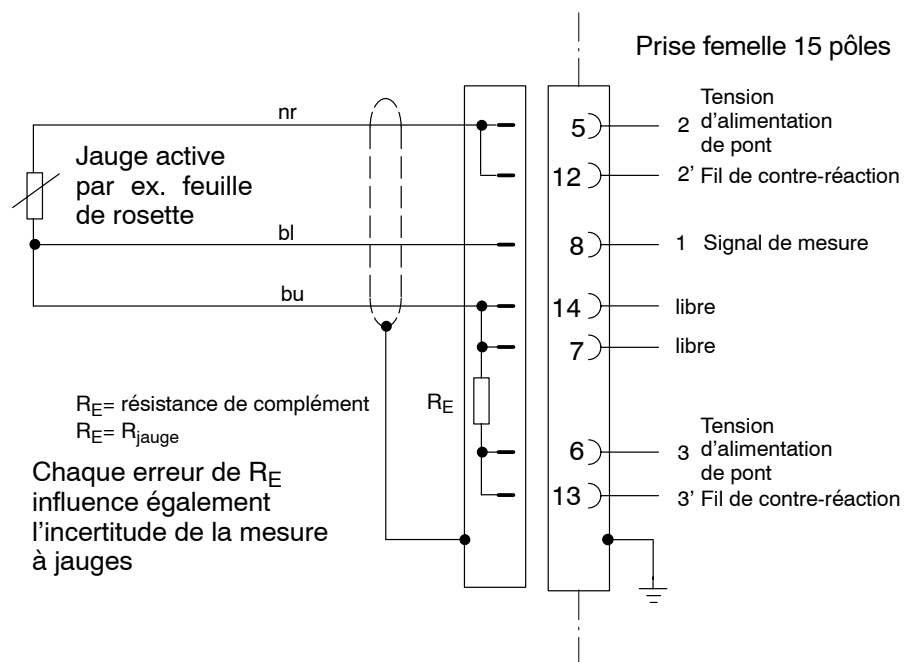 Prise femelle 15 pôles
nr
Jauge active
par ex. feuille
de rosette
bl
bu
5
2
Tension
d'alimentation
de pont
12
2' Fil de contre-réaction
8
1 Signal de mesure
14
libre
7
libre
RE= résistance de complément
RE= Rjauge
RE
Chaque erreur de RE
influence également
l'incertitude de la mesure
à jauges
6
3
Tension
d'alimentation
de pont
13
3' Fil de contre-réaction